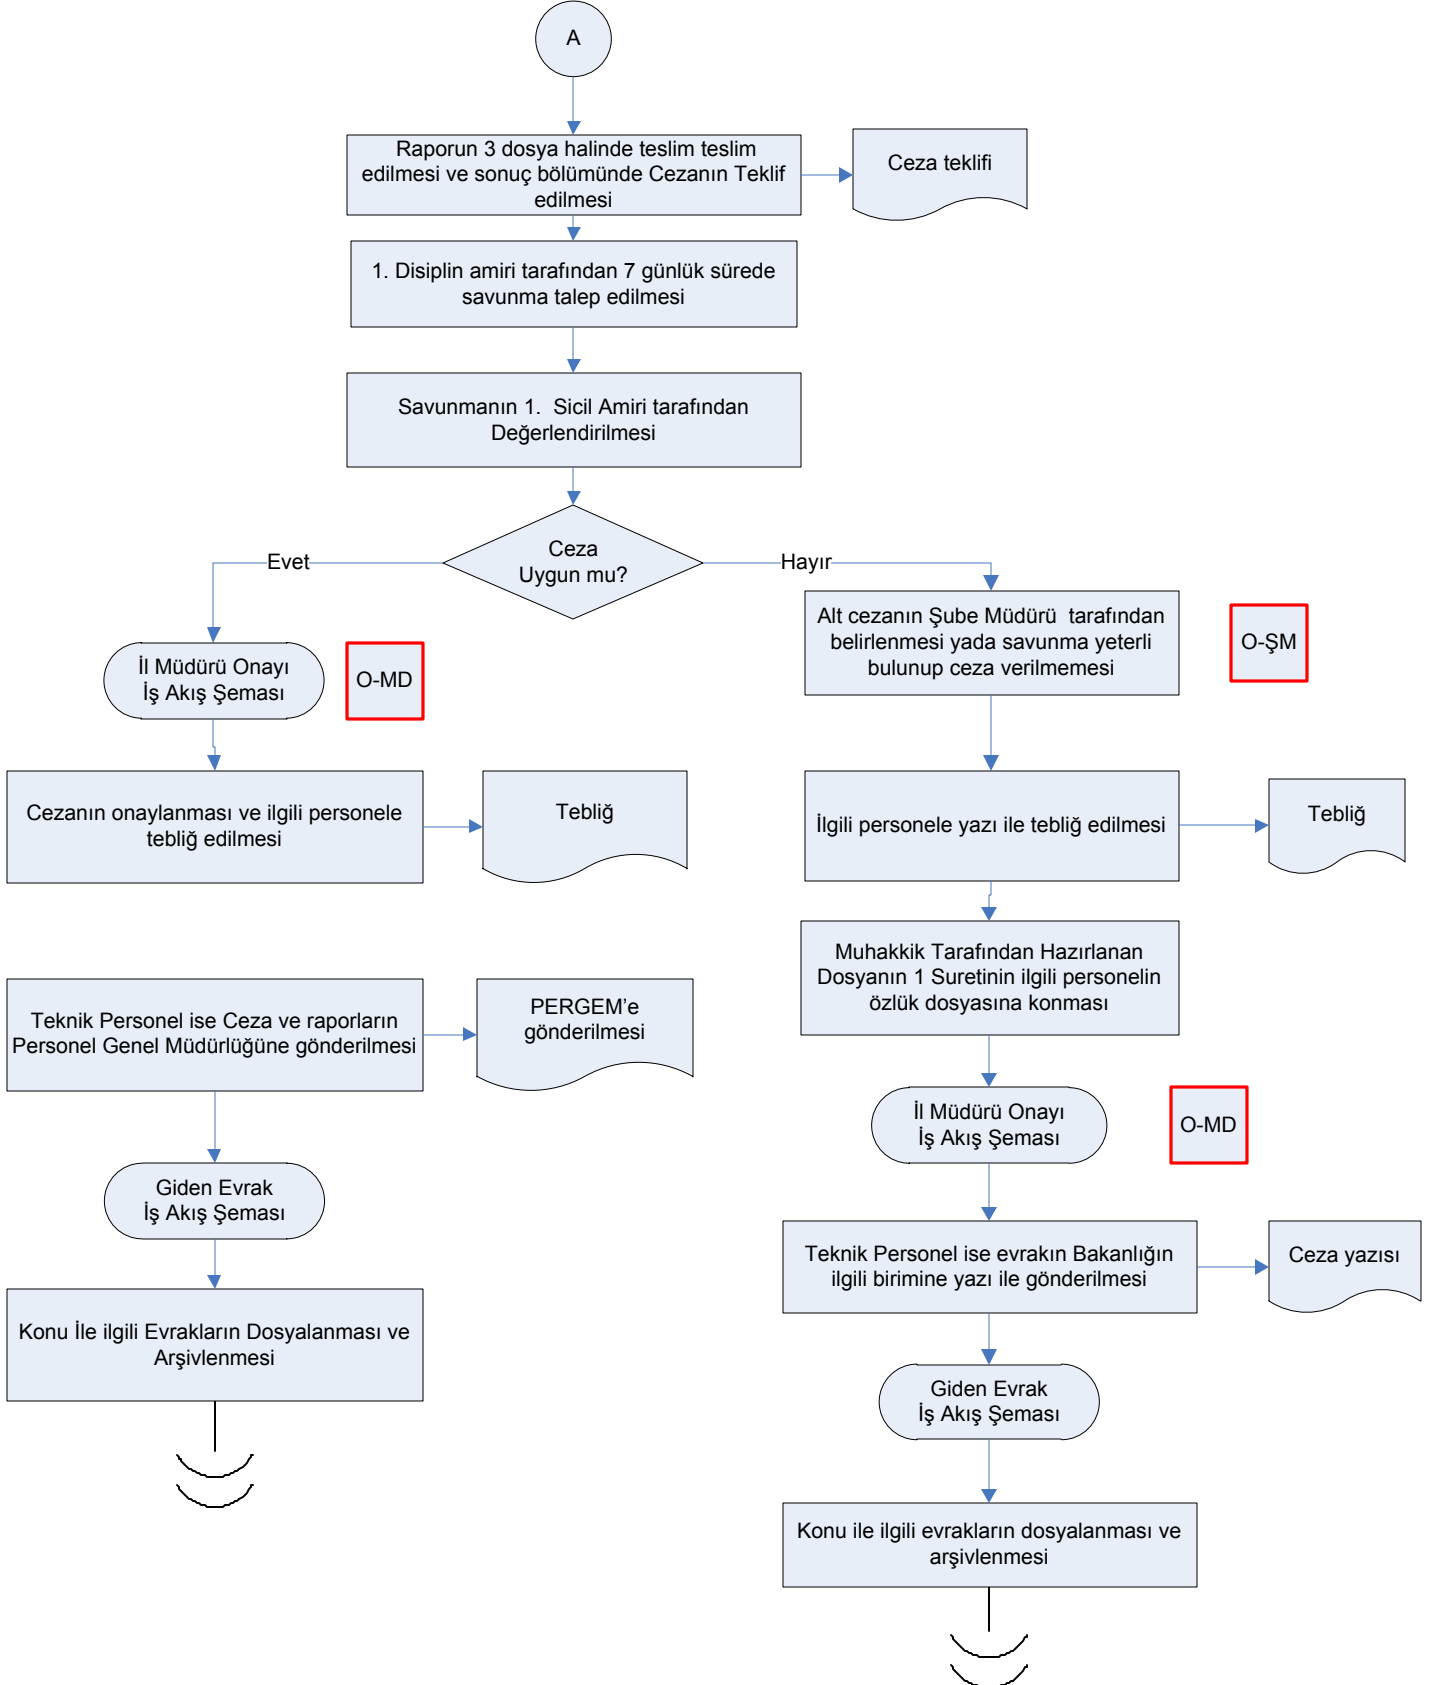 A
Raporun 3 dosya halinde teslim teslim
edilmesi ve sonuç bölümünde Cezanın Teklif
edilmesi
Ceza teklifi
1. Disiplin amiri tarafından 7 günlük sürede
savunma talep edilmesi
Savunmanın 1. Sicil Amiri tarafından
Değerlendirilmesi
Ceza
Uygun mu?
Evet
Hayır
İl Müdürü Onayı
İş Akış Şeması
O-MD
Cezanın onaylanması ve ilgili personele
tebliğ edilmesi
Tebliğ
Teknik Personel ise Ceza ve raporların
Personel Genel Müdürlüğüne gönderilmesi
PERGEM’e
gönderilmesi
Giden Evrak
İş Akış Şeması
Konu İle ilgili Evrakların Dosyalanması ve
Arşivlenmesi
Alt cezanın Şube Müdürü tarafından
belirlenmesi yada savunma yeterli
bulunup ceza verilmemesi
O-ŞM
İlgili personele yazı ile tebliğ edilmesi
Tebliğ
Muhakkik Tarafından Hazırlanan
Dosyanın 1 Suretinin ilgili personelin
özlük dosyasına konması
İl Müdürü Onayı
İş Akış Şeması
O-MD
Teknik Personel ise evrakın Bakanlığın
ilgili birimine yazı ile gönderilmesi
Ceza yazısı
Giden Evrak
İş Akış Şeması
Konu ile ilgili evrakların dosyalanması ve
arşivlenmesi